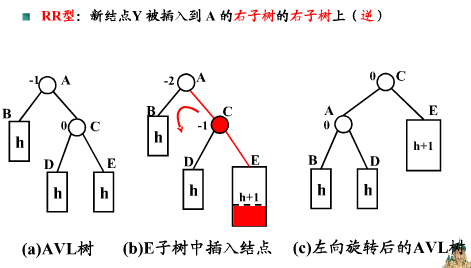 RR型：新结点Y 被插入到 A 的右子树的右子树上（逆）
-1 A
B
h
0 C
D E
h h
-2 A
B
h
C
-1
D E
h
h+1
0 C
A
0
E
h+1
B D
h h
(a)AVL树 (b)E子树中插入结点 (c)左向旋转后的AVL树